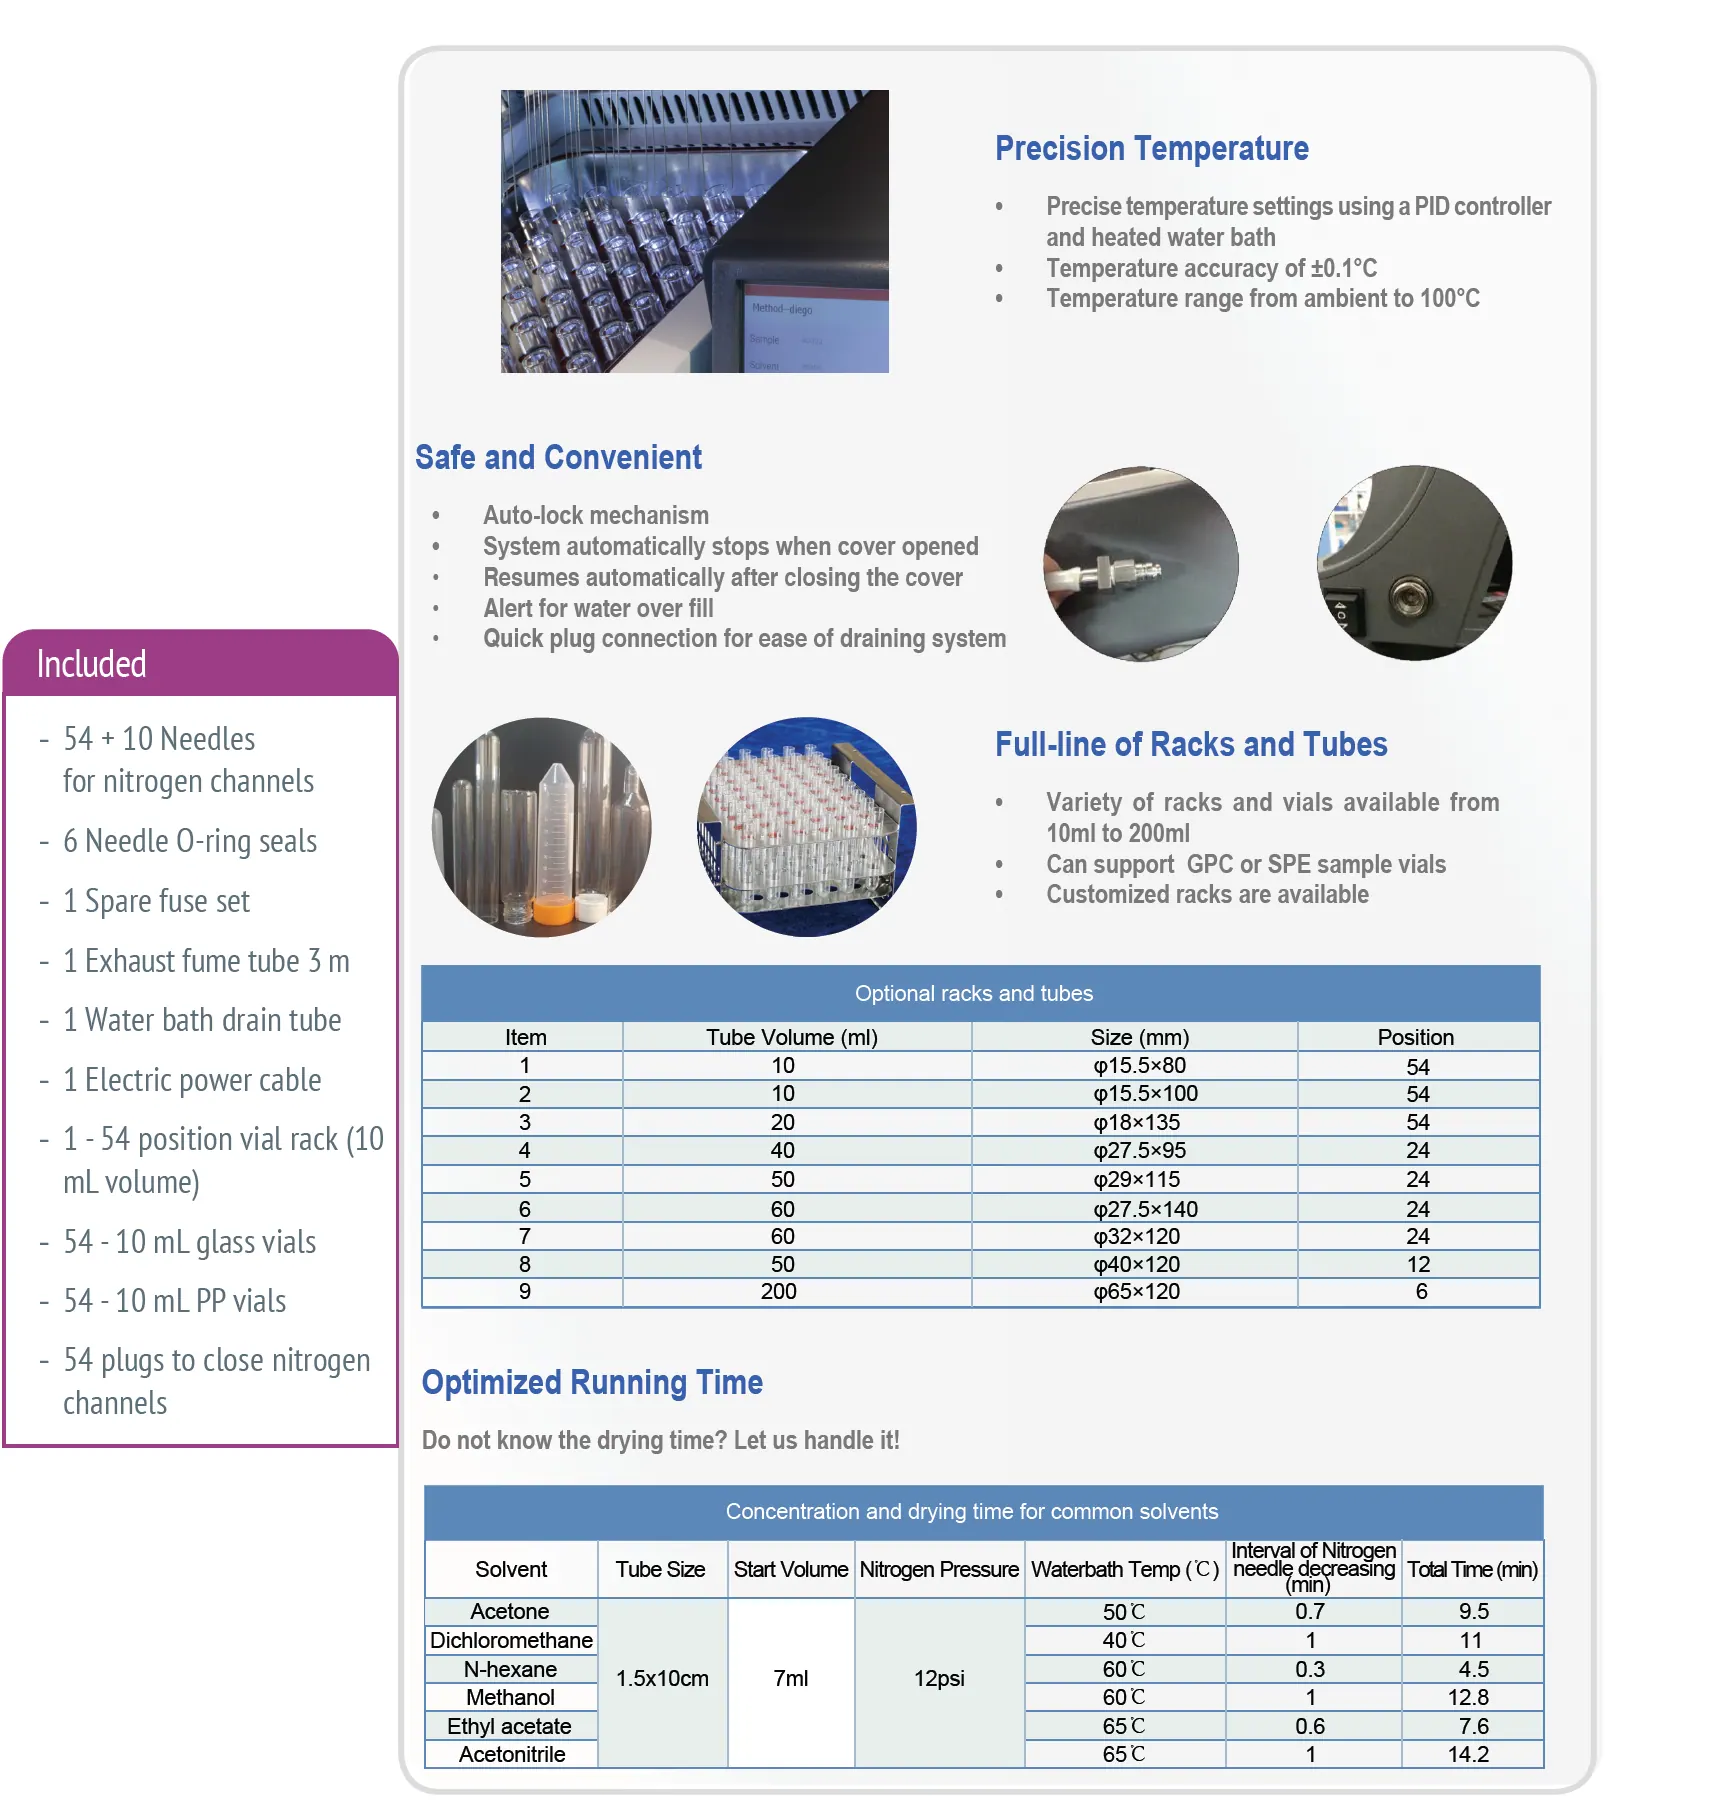 Method-diego
Sample
Solvent
Precision Temperature
• Precise temperature settings using a PID controller
and heated water bath
• Temperature accuracy of ±0.1°C
• Temperature range from ambient to 100°C
Safe and Convenient
• Auto-lock mechanism
• System automatically stops when cover opened
• Resumes automatically after closing the cover
• Alert for water over fill
• Quick plug connection for ease of draining system
Included
- 54 + 10 Needles
for nitrogen channels
- 6 Needle O-ring seals
- 1 Spare fuse set
- 1 Exhaust fume tube 3 m
- 1 Water bath drain tube
- 1 Electric power cable
- 1 - 54 position vial rack (10
mL volume)
- 54 - 10 mL glass vials
- 54 - 10 mL PP vials
- 54 plugs to close nitrogen
channels
Full-line of Racks and Tubes
• Variety of racks and vials available from
10ml to 200ml
• Can support GPC or SPE sample vials
• Customized racks are available
Optional racks and tubes
Item Tube Volume (ml) Size (mm) Position
1 10 φ15.5×80 54
2 10 φ15.5×100 54
3 20 φ18×135 54
4 40 φ27.5×95 24
5 50 φ29×115 24
6 60 φ27.5×140 24
7 60 φ32×120 24
8 50 φ40×120 12
9 200 φ65×120 6
Optimized Running Time
Do not know the drying time? Let us handle it!
Concentration and drying time for common solvents
Solvent Tube Size Start Volume Nitrogen Pressure Waterbath Temp (℃) Interval of Nitrogen needle decreasing (min) Total Time (min)
Acetone 50℃ 0.7 9.5
Dichloromethane 40℃ 1 11
N-hexane 1.5x10cm 7ml 12psi 60℃ 0.3 4.5
Methanol 60℃ 1 12.8
Ethyl acetate 65℃ 0.6 7.6
Acetonitrile 65℃ 1 14.2